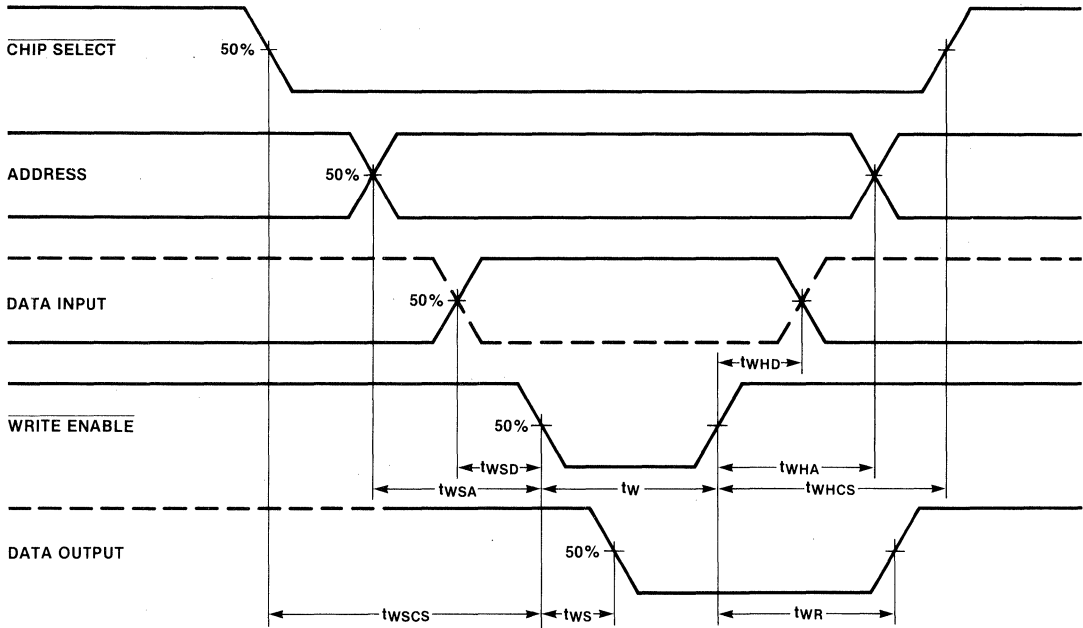 CHIP SELECT
50%
ADDRESS
50%
DATA INPUT
50%
tWHD
WRITE ENABLE
50%
tWSD
tWHA
tWSA
tW
tWHCS
DATA OUTPUT
50%
tWSCS
tWS
tWR